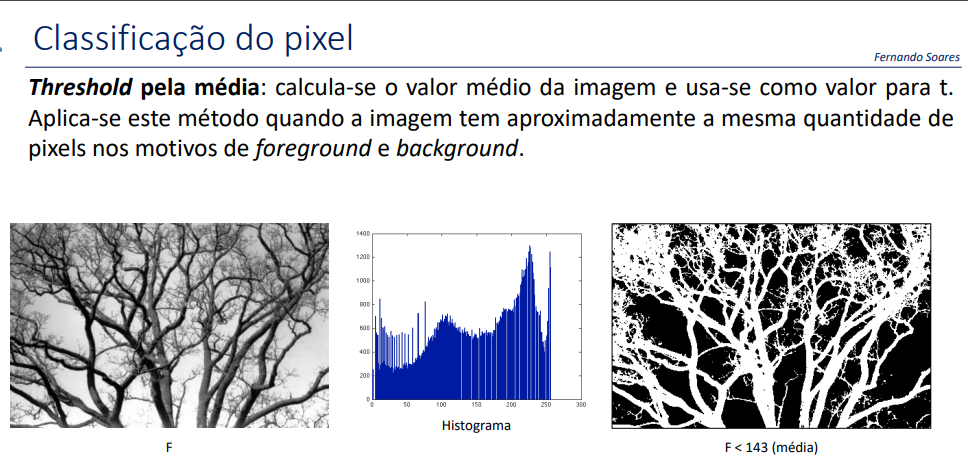 Classificação do pixel
Fernando Soares
Threshold pela média: calcula-se o valor médio da imagem e usa-se como valor para t.
Aplica-se este método quando a imagem tem aproximadamente a mesma quantidade de
pixels nos motivos de foreground e background.
1400
1200
1000
800
600
400
200
0
0 50 100 150 200 250 300
Histograma
F
F < 143 (média)